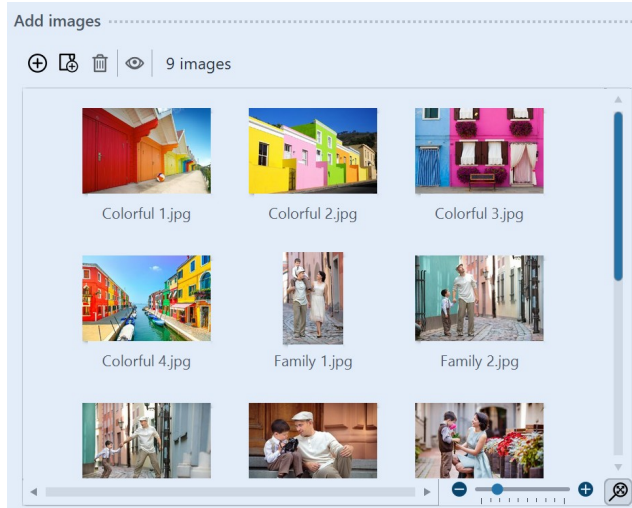 Add images
9 images
Colorful 1.jpg
Colorful 2.jpg
Colorful 3.jpg
Colorful 4.jpg
Family 1.jpg
Family 2.jpg